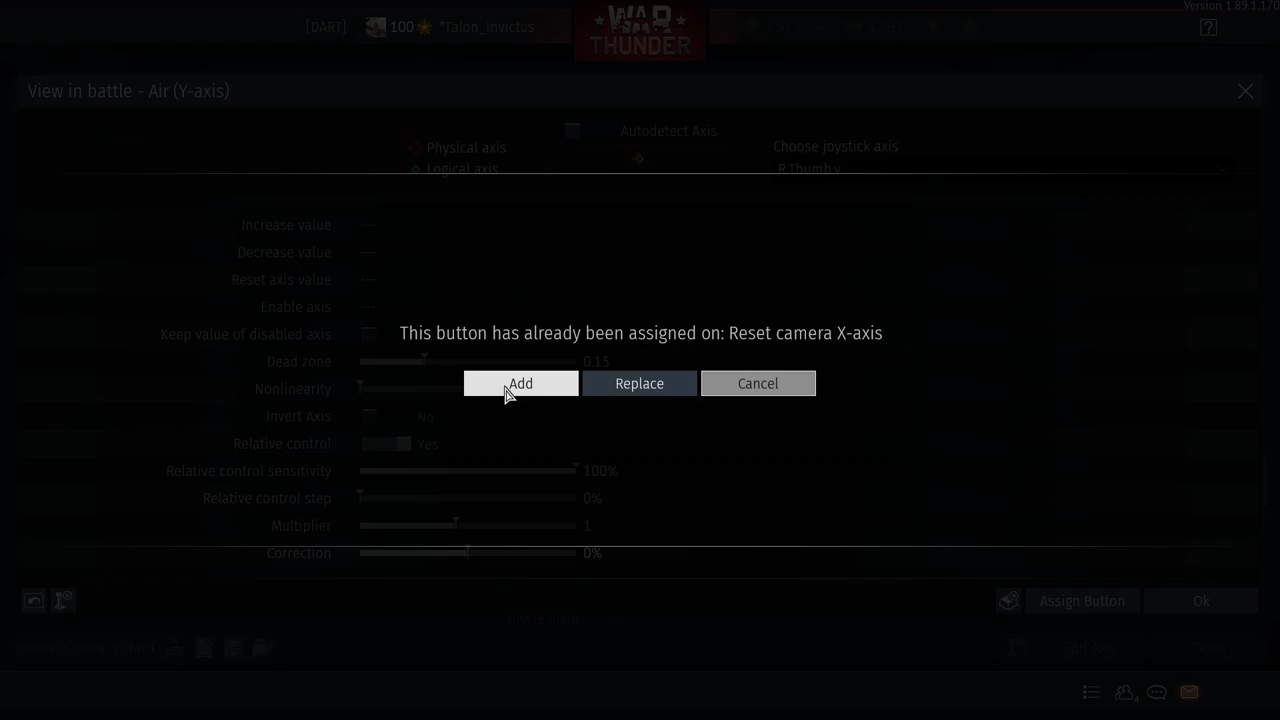 Version 1.89.1.170
[DART] 100 *Talon_invictus
WAR
THUNDER
?
View in battle - Air (Y-axis)
Autodetect Axis
Physical axis
Choose joystick axis
Logical axis
R.Thumb.v
Increase value ---
Decrease value ---
Reset axis value ---
Enable axis ---
Keep value of disabled axis
This button has already been assigned on: Reset camera X-axis
Dead zone 0.15
Add Replace Cancel
Nonlinearity
Invert Axis No
Relative control Yes
Relative control sensitivity 100%
Relative control step 0%
Multiplier 1
Correction 0%
Assign Button Ok
4